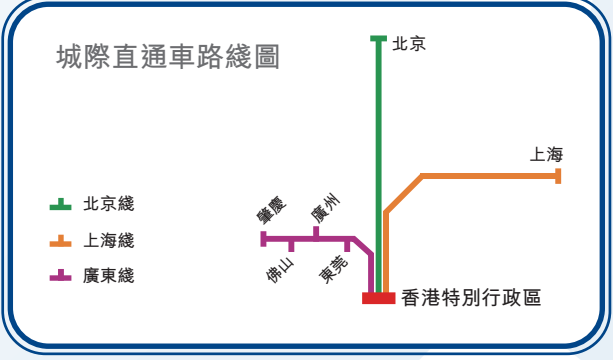 城際直通車路綫圖
北京
上海
北京綫
肇慶
廣州
上海綫
佛山
東莞
廣東綫
香港特別行政區